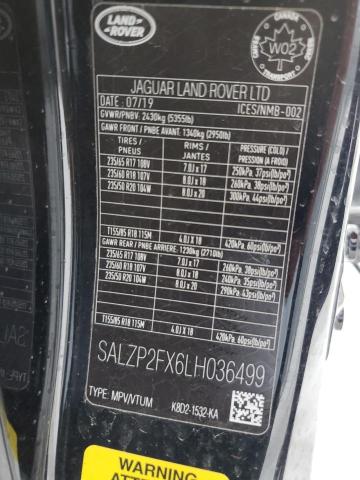 LAND
ROVER
CANADA
W02
TRANSPORT
JAGUAR LAND ROVER LTD
DATE : 07/19 ICES/NMB-002
GVWR/PNBV: 2430kg (5355lb)
GAWR FRONT / PNBE AVANT: 1340kg (2950lb)
TIRES / PNEUS RIMS / JANTES PRESSURE (COLD) / PRESSION (A FROID)
235/65 R17 108V 7.0J x 17 250kPa, 37psi(lb/po²)
235/60 R18 107V 8.0J x 18 260kPa, 38psi(lb/po²)
235/50 R20 104W 8.0J x 20 300kPa, 44psi(lb/po²)
T155/85 R18 115M 4.0J X 18 420kPa, 60psi(lb/po²)
GAWR REAR / PNBE ARRIERE: 1230kg (2710lb)
235/65 R17 108V 7.0J x 17 260kPa, 38psi(lb/po²)
235/60 R18 107V 8.0J x 18 240kPa, 35psi(lb/po²)
235/50 R20 104W 8.0J x 20 290kPa, 43psi(lb/po²)
T155/85 R18 115M 4.0J X 18 420kPa, 60psi(lb/po²)
SALZP2FX6LH036499
TYPE: MPV/VTUM K8D2-1532-KA
WARNING